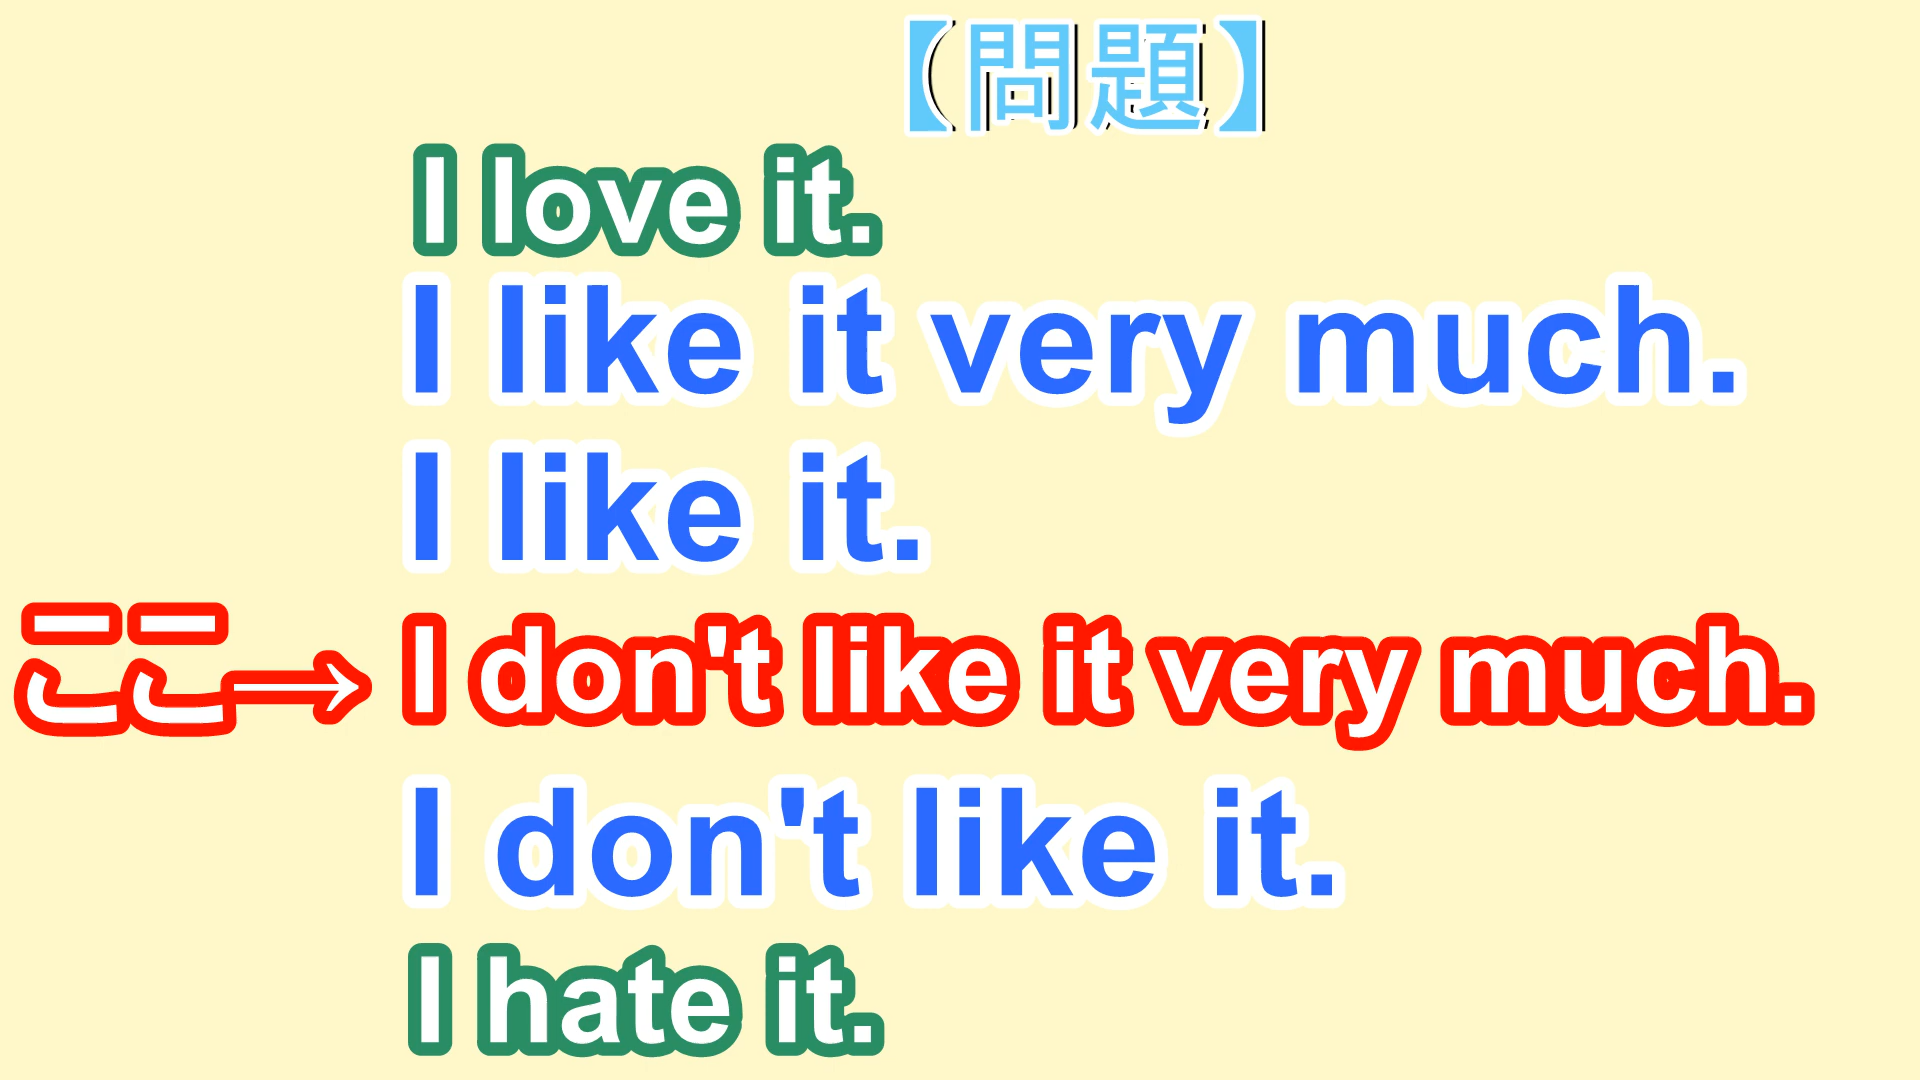 【問題】
I love it.
I like it very much.
I like it.
ここ→ I don't like it very much.
I don't like it.
I hate it.